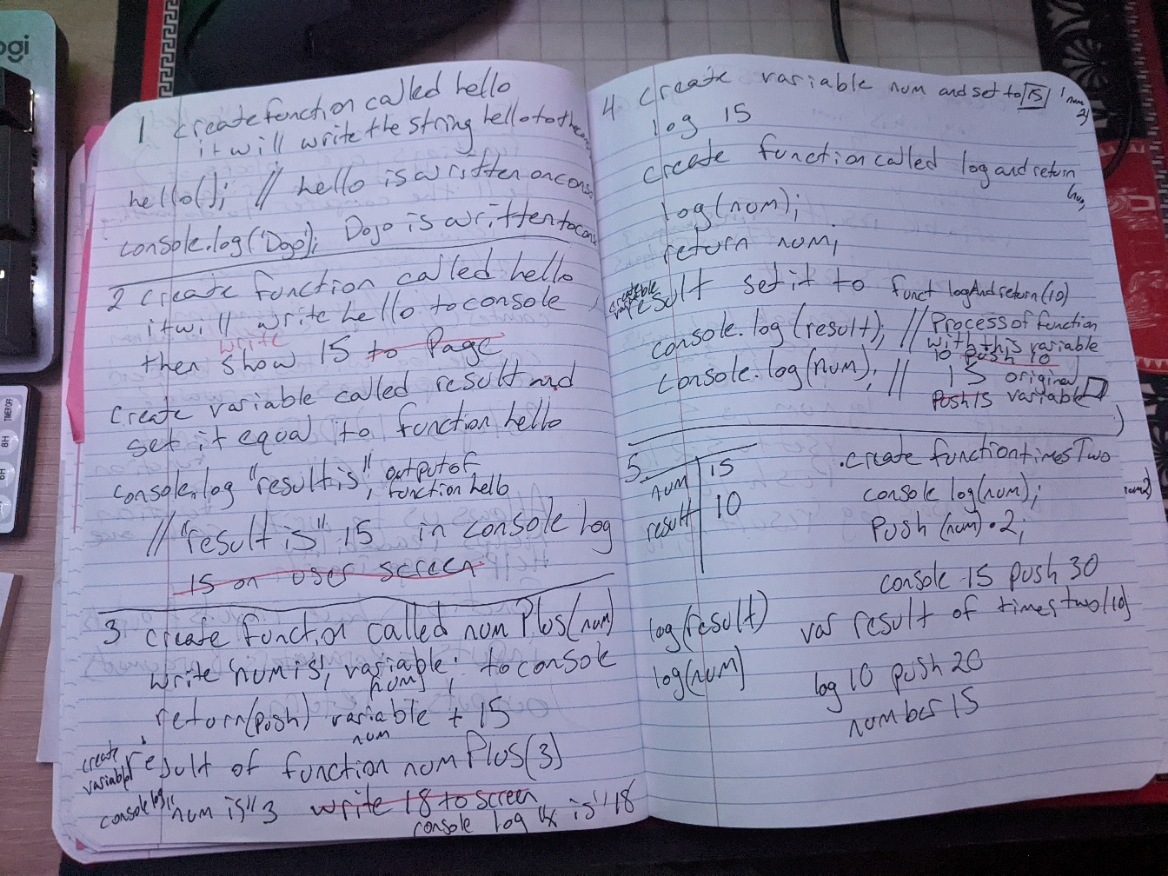 ogi
1 create function called hello
it will write the string hello to the
hello(); // hello is written on cons
console.log('Dojo'); Dojo is written to cons
2 create function called hello
it will write hello to console
write
then show 15 to Page
create variable called result and
set it equal to function hello
console.log "result is", output of
function hello
// "result is" 15 in console log
15 on user screen
3 create function called numPlus(num)
write 'num is', variable; to console
num
return(push) variable + 15
num
create
variable result of function numPlus(3)
console log "num is" 3 write 18 to screen
console log is" 18
4 create variable num and set to 15
log 15
create function called logandreturn
(num)
log(num);
return num;
create
result set it to funct logAndreturn(10)
console.log(result); // Process of function
with this variable
10 push 10
console.log(num); // 15 original
Push 15 variable
5
num 15
result 10
.create function timesTwo
console log(num);
Push (num) • 2;
console 15 push 30
log(result) var result of timestwo(10)
log(num) log 10 push 20
number 15